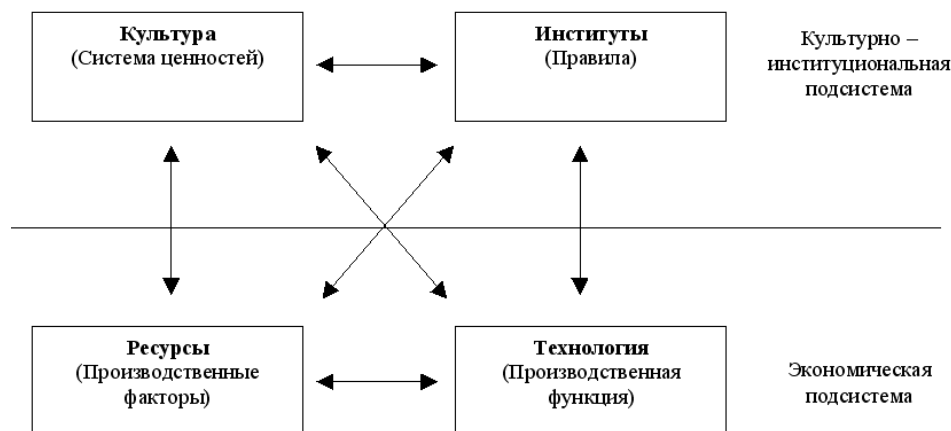 Культура
(Система ценностей)
Институты
(Правила)
Культурно –
институциональная
подсистема
Ресурсы
(Производственные
факторы)
Технология
(Производственная
функция)
Экономическая
подсистема